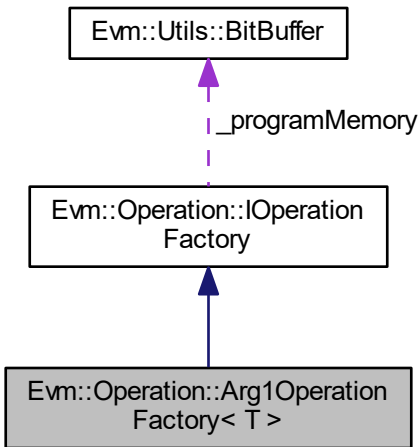 Evm::Utils::BitBuffer
_programMemory
Evm::Operation::IOperation
Factory
Evm::Operation::Arg1Operation
Factory< T >